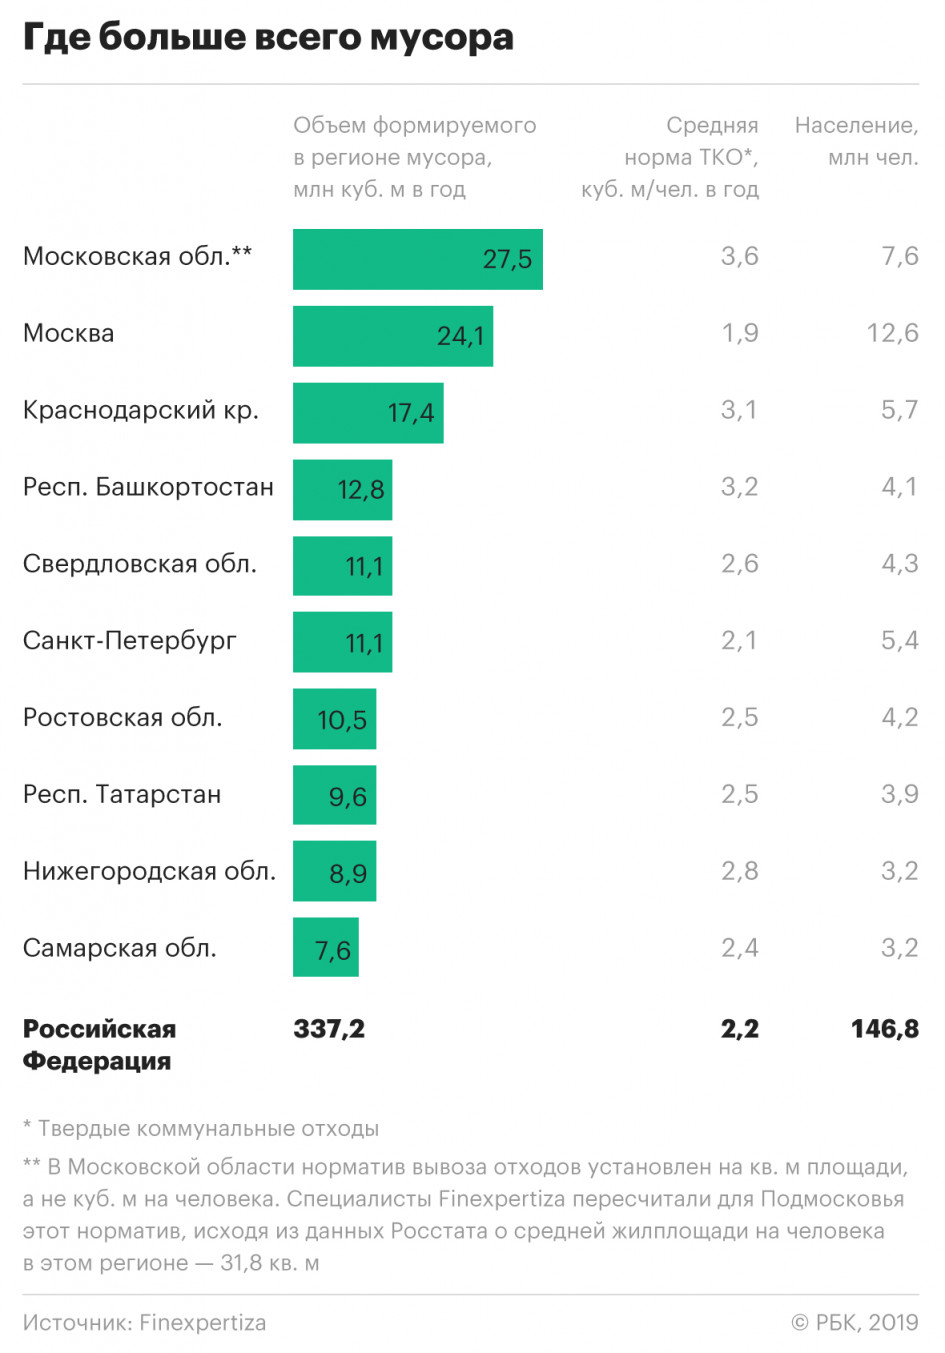 Где больше всего мусора
Объем формируемого
в регионе мусора,
млн куб. м в год
Средняя
норма ТКО*,
куб. м/чел. в год
Население,
млн чел.
Московская обл.** 27,5 3,6 7,6
Москва 24,1 1,9 12,6
Краснодарский кр. 17,4 3,1 5,7
Респ. Башкортостан 12,8 3,2 4,1
Свердловская обл. 11,1 2,6 4,3
Санкт-Петербург 11,1 2,1 5,4
Ростовская обл. 10,5 2,5 4,2
Респ. Татарстан 9,6 2,5 3,9
Нижегородская обл. 8,9 2,8 3,2
Самарская обл. 7,6 2,4 3,2
Российская 337,2 2,2 146,8
Федерация
* Твердые коммунальные отходы
** В Московской области норматив вывоза отходов установлен на кв. м площади,
а не куб. м на человека. Специалисты Finexpertiza пересчитали для Подмосковья
этот норматив, исходя из данных Росстата о средней жилплощади на человека
в этом регионе — 31,8 кв. м
Источник: Finexpertiza © РБК, 2019